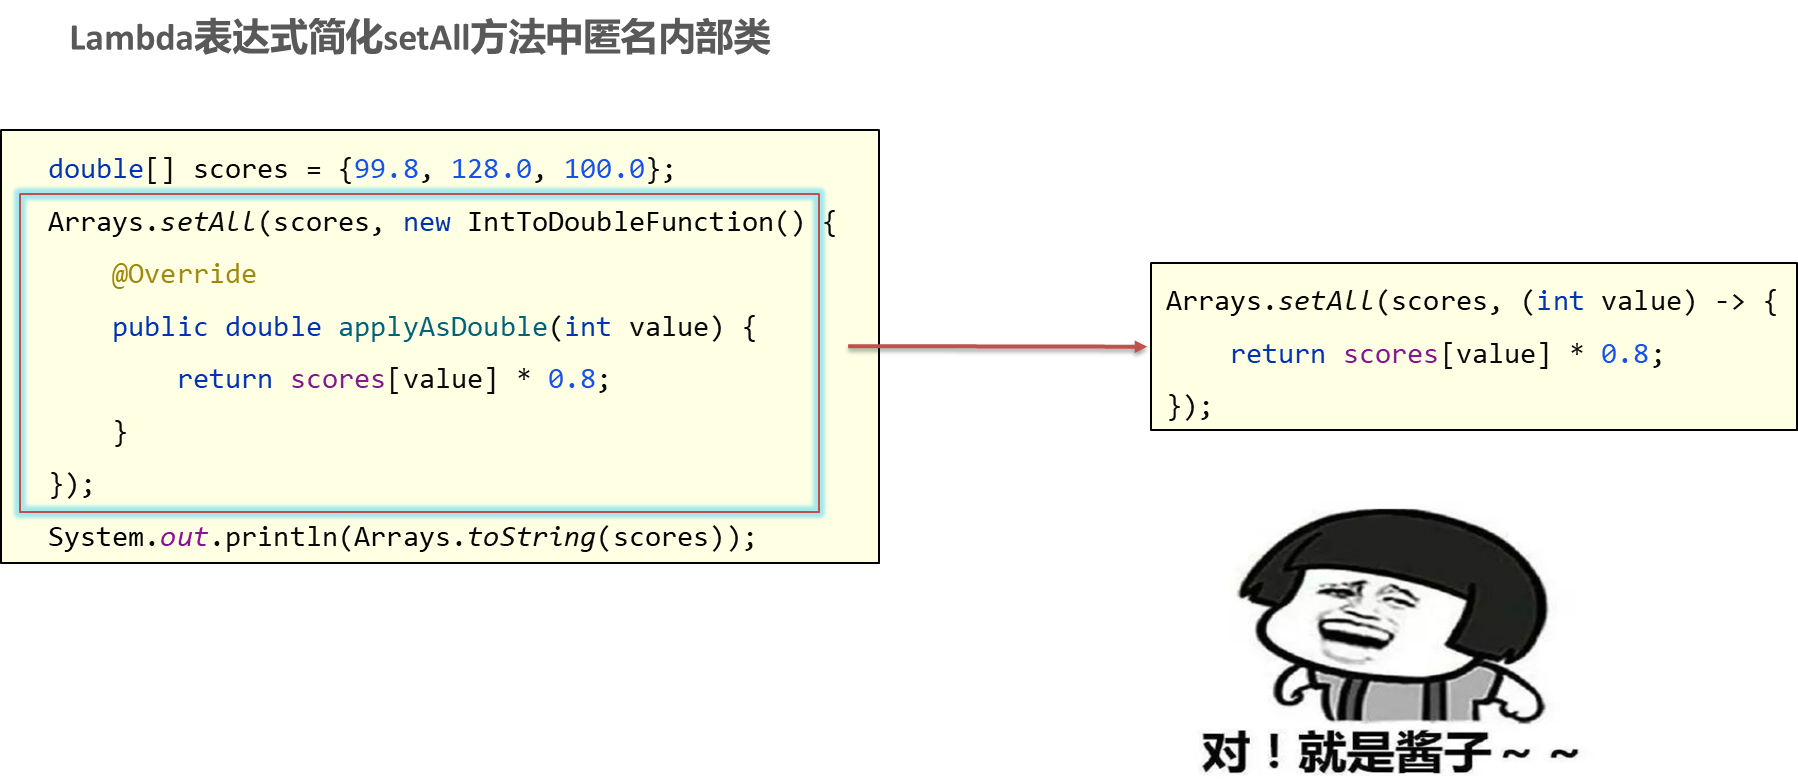 Lambda表达式简化setAll方法中匿名内部类
double[] scores = {99.8, 128.0, 100.0};
Arrays.setAll(scores, new IntToDoubleFunction() {
@Override
public double applyAsDouble(int value) {
return scores[value] * 0.8;
}
});
System.out.println(Arrays.toString(scores));
Arrays.setAll(scores, (int value) -> {
return scores[value] * 0.8;
});
对！就是酱子～～